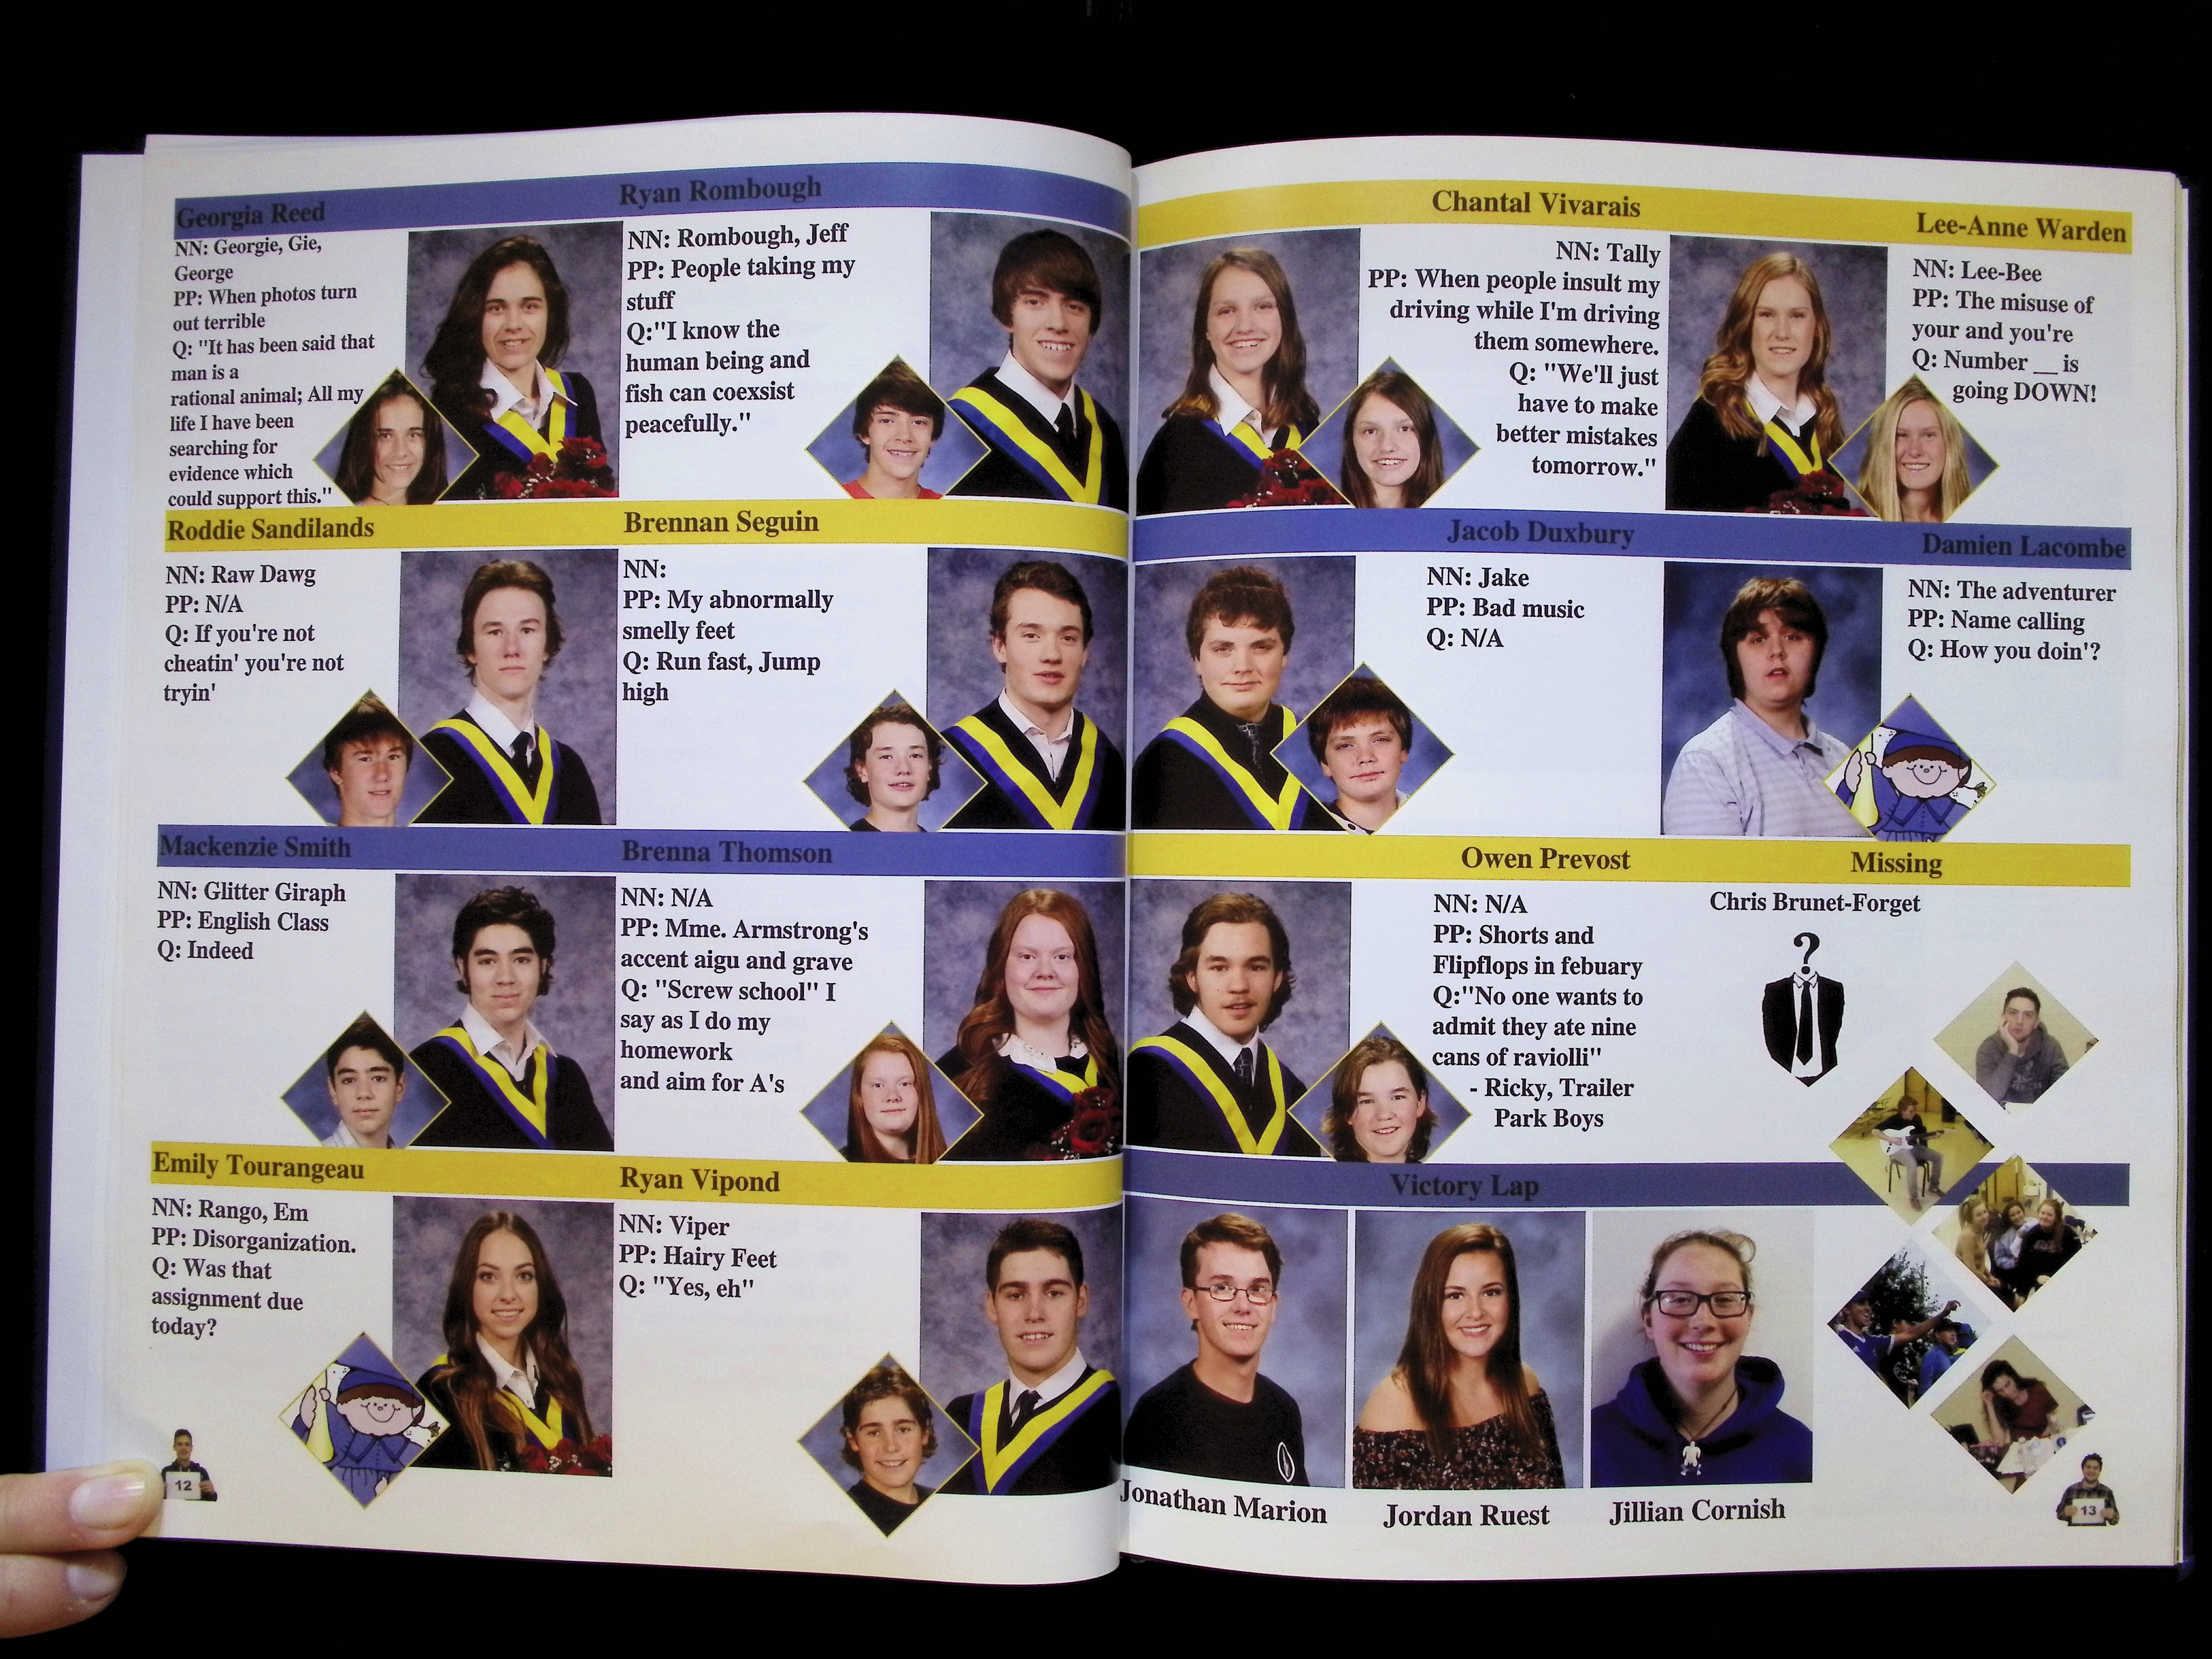 Georgia Reed
NN: Georgie, Gie,
George
PP: When photos turn
out terrible
Q: "It has been said that
man is a
rational animal; All my
life I have been
searching for
evidence which
could support this."
Ryan Rombough
NN: Rombough, Jeff
PP: People taking my
stuff
Q:"I know the
human being and
fish can coexsist
peacefully."
Roddie Sandilands
NN: Raw Dawg
PP: N/A
Q: If you're not
cheatin' you're not
tryin'
Brennan Seguin
NN:
PP: My abnormally
smelly feet
Q: Run fast, Jump
high
Mackenzie Smith
NN: Glitter Giraph
PP: English Class
Q: Indeed
Brenna Thomson
NN: N/A
PP: Mme. Armstrong's
accent aigu and grave
Q: "Screw school" I
say as I do my
homework
and aim for A's
Emily Tourangeau
NN: Rango, Em
PP: Disorganization.
Q: Was that
assignment due
today?
Ryan Vipond
NN: Viper
PP: Hairy Feet
Q: "Yes, eh"
12
Chantal Vivarais
NN: Tally
PP: When people insult my
driving while I'm driving
them somewhere.
Q: "We'll just
have to make
better mistakes
tomorrow."
Lee-Anne Warden
NN: Lee-Bee
PP: The misuse of
your and you're
Q: Number __ is
going DOWN!
Jacob Duxbury
NN: Jake
PP: Bad music
Q: N/A
Damien Lacombe
NN: The adventurer
PP: Name calling
Q: How you doin'?
Owen Prevost
NN: N/A
PP: Shorts and
Flipflops in febuary
Q:"No one wants to
admit they ate nine
cans of raviolli"
- Ricky, Trailer
Park Boys
Missing
Chris Brunet-Forget
?
Victory Lap
Jonathan Marion
Jordan Ruest
Jillian Cornish
13